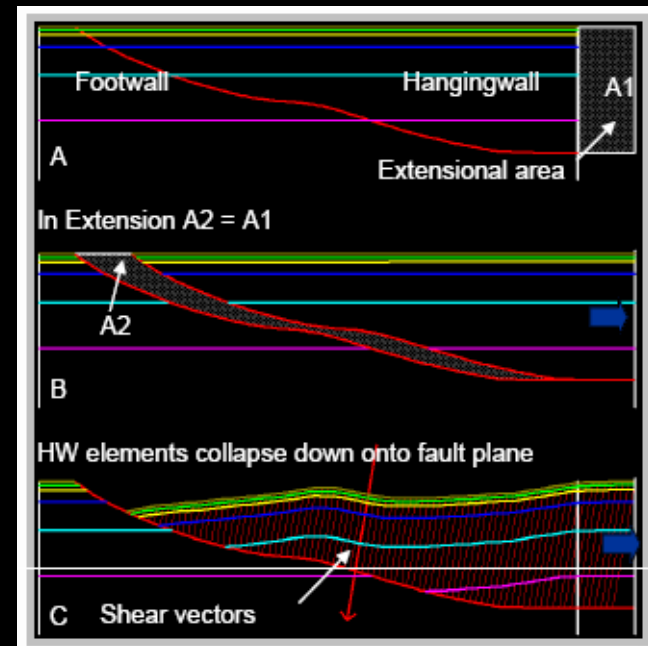 Footwall
Hangingwall
A1
A
Extensional area
In Extension A2 = A1
A2
B
HW elements collapse down onto fault plane
C
Shear vectors